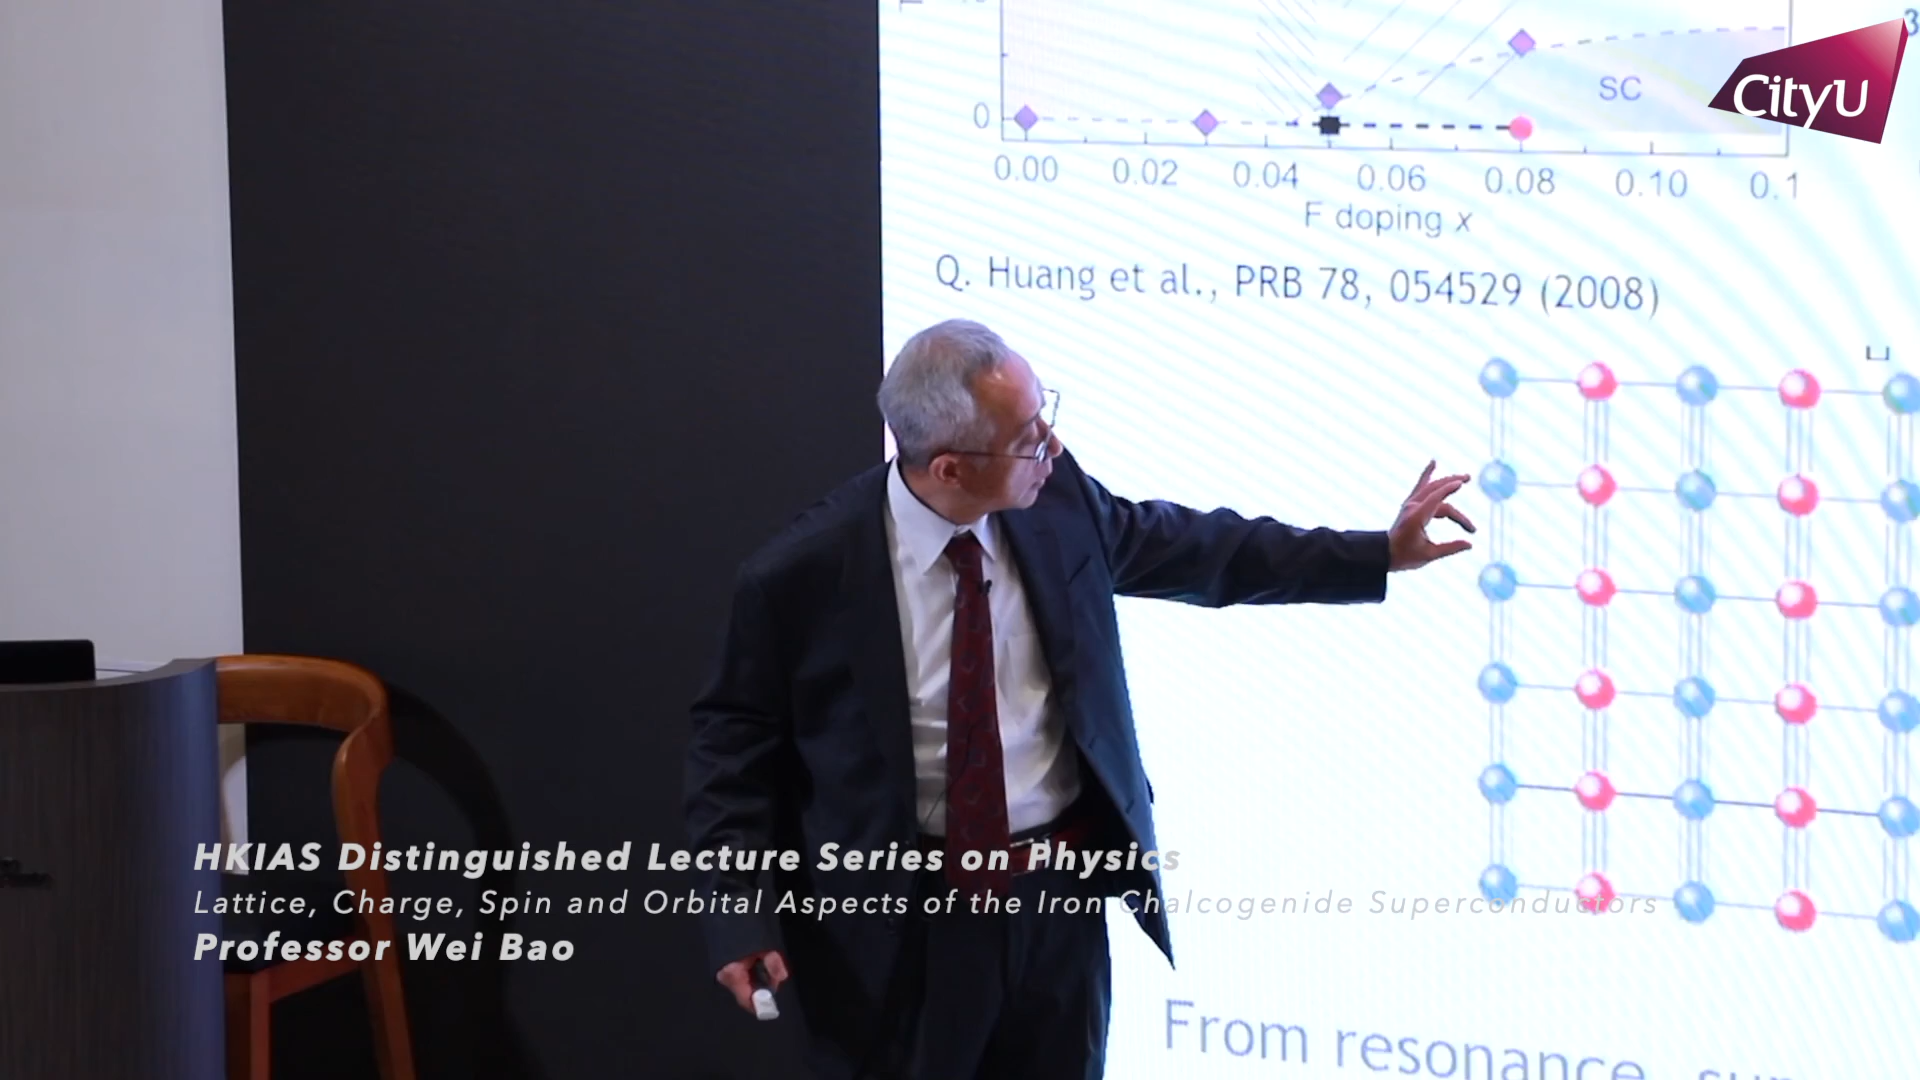 CityU
SC
0
0.00 0.02 0.04 0.06 0.08 0.10 0.1
F doping x
Q. Huang et al., PRB 78, 054529 (2008)
HKIAS Distinguished Lecture Series on Physics
Lattice, Charge, Spin and Orbital Aspects of the Iron Chalcogenide Superconductors
Professor Wei Bao
From resonance